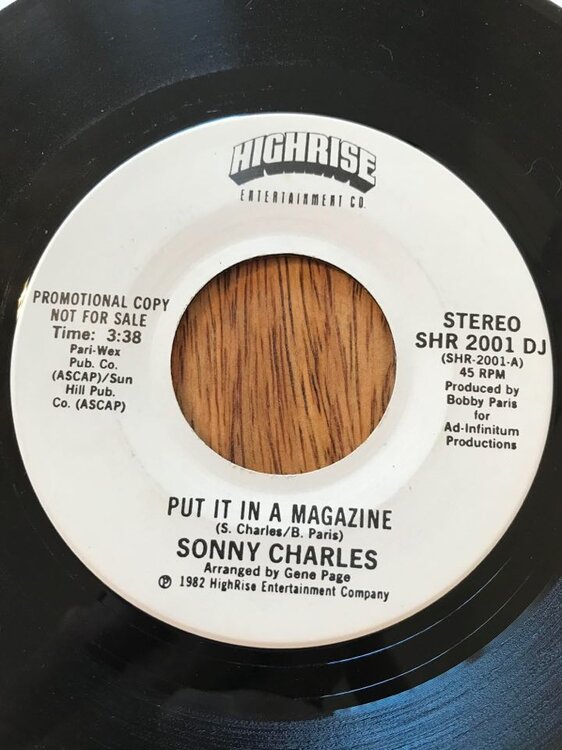 HIGHRISE
ENTERTAINMENT CO.
PROMOTIONAL COPY
NOT FOR SALE
Time: 3:38
Pari-Wex
Pub. Co.
(ASCAP)/Sun
Hill Pub.
Co. (ASCAP)
STEREO
SHR 2001 DJ
(SHR-2001-A)
45 RPM
Produced by
Bobby Paris
for
Ad-Infinitum
Productions
PUT IT IN A MAGAZINE
(S. Charles/B. Paris)
SONNY CHARLES
Arranged by Gene Page
℗ 1982 HighRise Entertainment Company